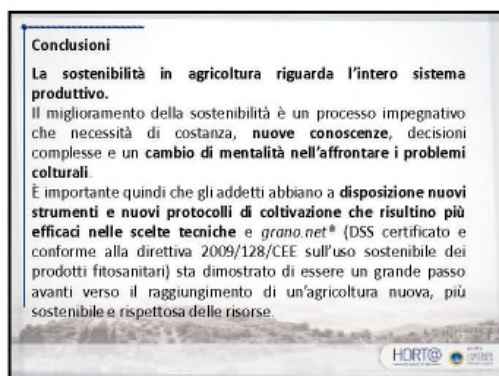 Conclusioni
La sostenibilità in agricoltura riguarda l'intero sistema
produttivo.
Il miglioramento della sostenibilità è un processo impegnativo
che necessità di costanza, nuove conoscenze, decisioni
complesse e un cambio di mentalità nell'affrontare i problemi
colturali.
È importante quindi che gli addetti abbiano a disposizione nuovi
strumenti e nuovi protocolli di coltivazione che risultino più
efficaci nelle scelte tecniche e grano.net® (DSS certificato e
conforme alla direttiva 2009/128/CEE sull'uso sostenibile dei
prodotti fitosanitari) sta dimostrato di essere un grande passo
avanti verso il raggiungimento di un'agricoltura nuova, più
sostenibile e rispettosa delle risorse.
HORT@